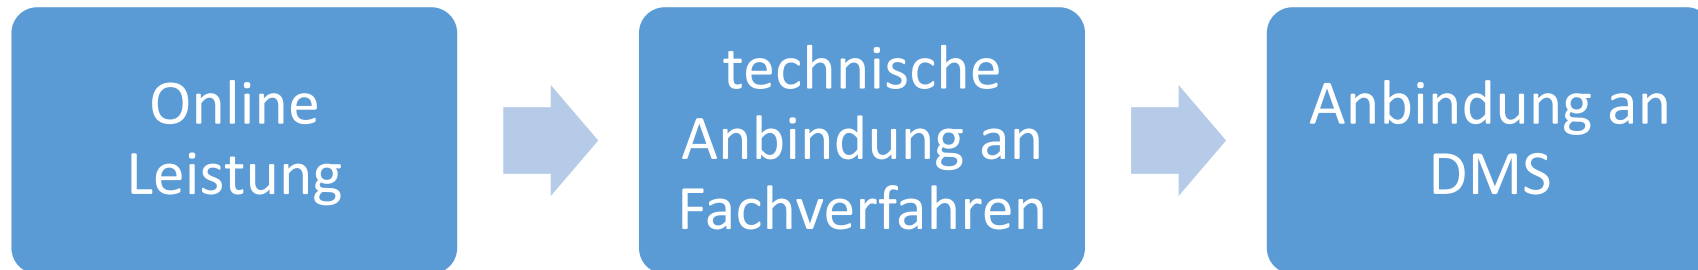 Online
Leistung
technische
Anbindung an
Fachverfahren
Anbindung an
DMS